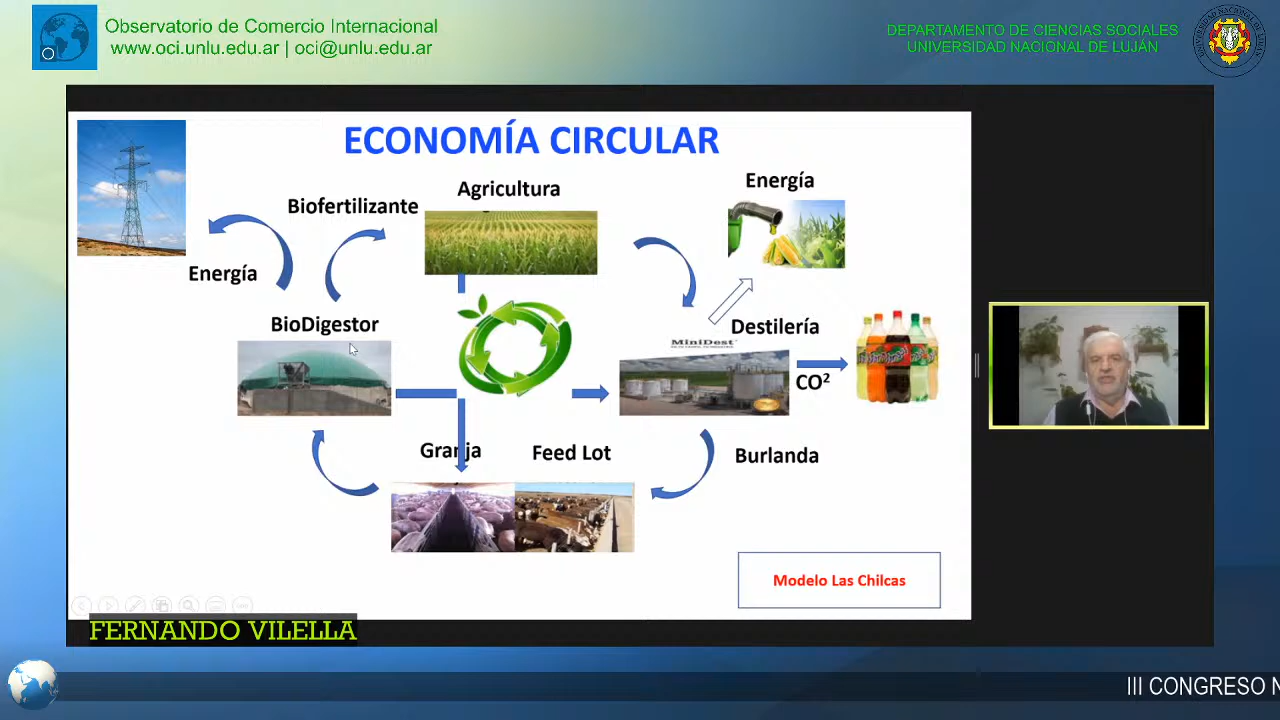 Observatorio de Comercio Internacional
www.oci.unlu.edu.ar | oci@unlu.edu.ar
DEPARTAMENTO DE CIENCIAS SOCIALES
UNIVERSIDAD NACIONAL DE LUJÁN
ECONOMÍA CIRCULAR
Agricultura
Energía
Biofertilizante
Energía
BioDigestor
Destilería
MiniDest
CO²
Granja
Feed Lot
Burlanda
Modelo Las Chilcas
FERNANDO VILELLA
III CONGRESO N